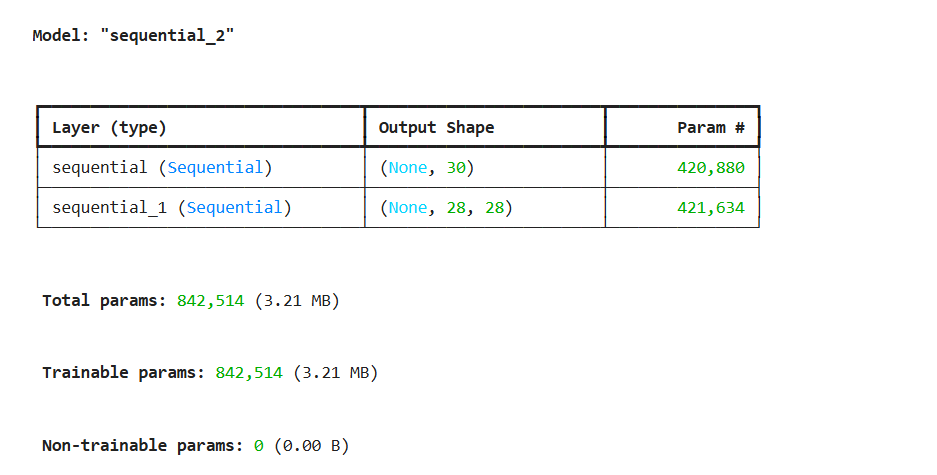 Model: "sequential_2"
Layer (type) Output Shape Param #
sequential (Sequential) (None, 30) 420,880
sequential_1 (Sequential) (None, 28, 28) 421,634
Total params: 842,514 (3.21 MB)
Trainable params: 842,514 (3.21 MB)
Non-trainable params: 0 (0.00 B)